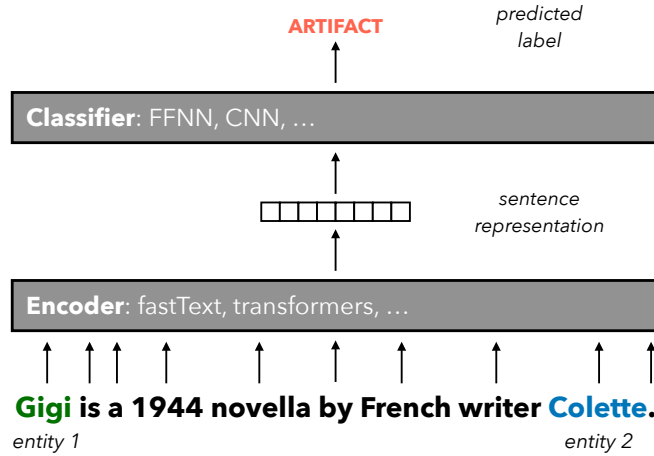 predicted
label
ARTIFACT
Classifier: FFNN, CNN, …
sentence
representation
Encoder: fastText, transformers, …
Gigi is a 1944 novella by French writer Colette.
entity 1
entity 2